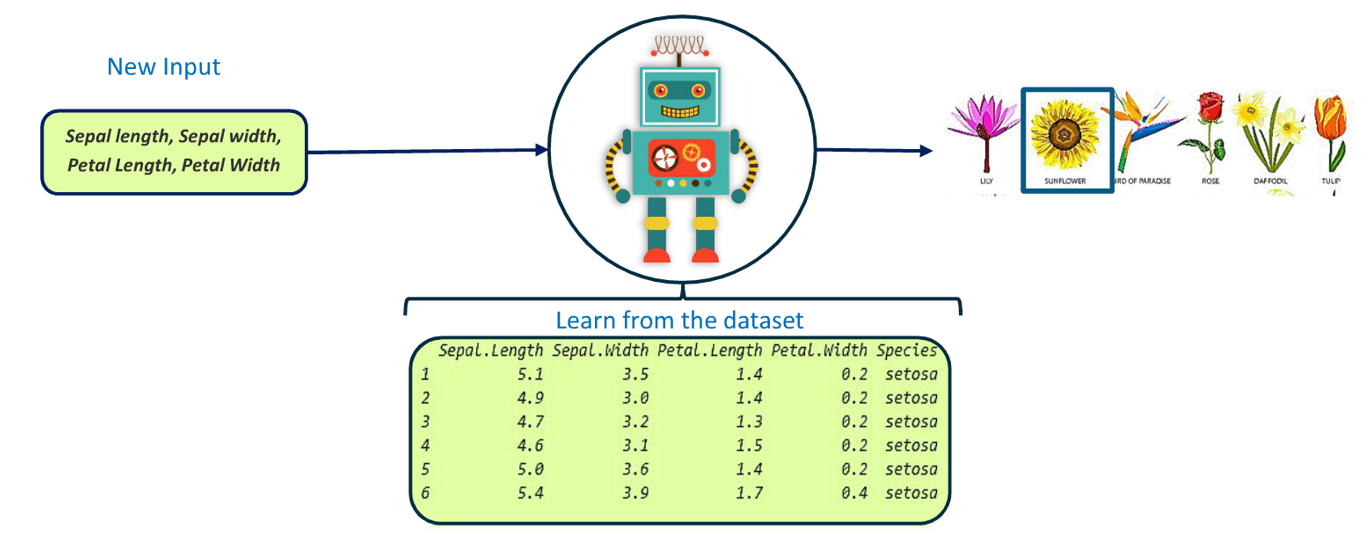 New Input
Sepal length, Sepal width,
Petal Length, Petal Width
LILY
SUNFLOWER
IRD OF PARADISE
ROSE
DAFFODIL
TULIP
Learn from the dataset
Sepal.Length Sepal.Width Petal.Length Petal.Width Species
1 5.1 3.5 1.4 0.2 setosa
2 4.9 3.0 1.4 0.2 setosa
3 4.7 3.2 1.3 0.2 setosa
4 4.6 3.1 1.5 0.2 setosa
5 5.0 3.6 1.4 0.2 setosa
6 5.4 3.9 1.7 0.4 setosa